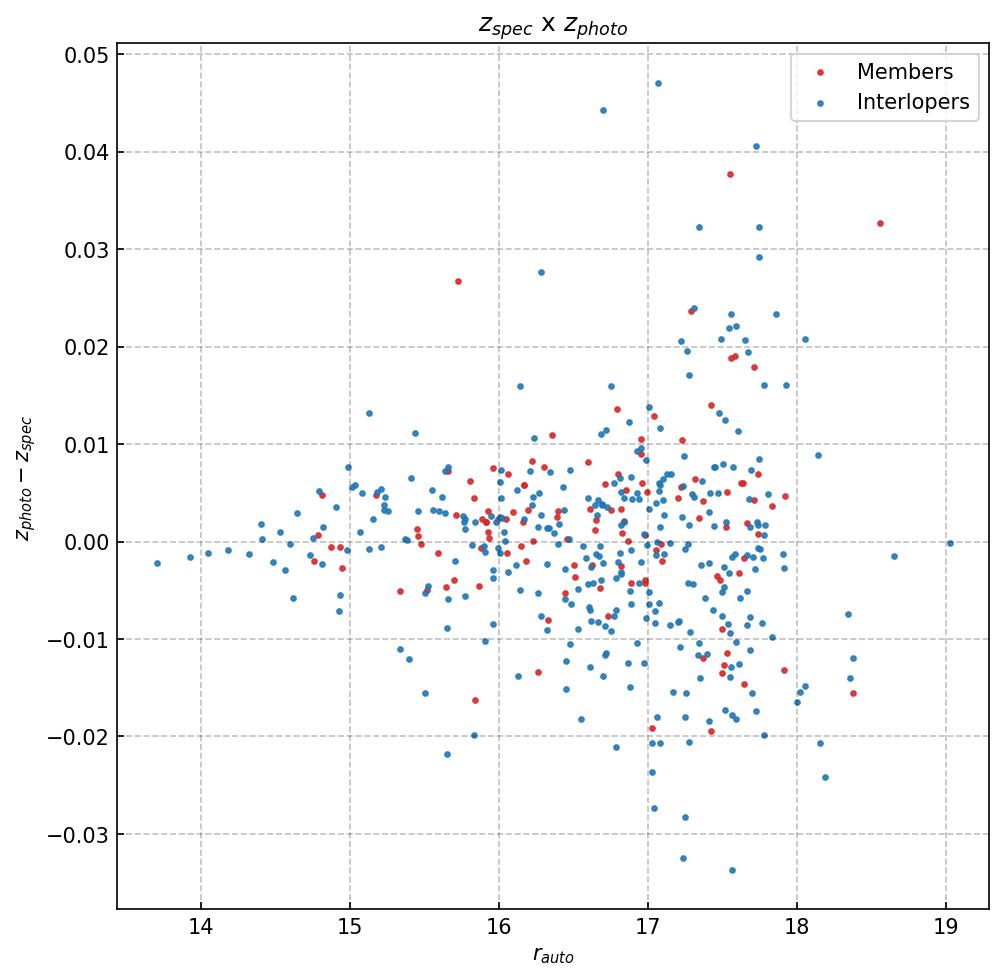 z_spec x z_photo
Members
Interlopers
0.05
0.04
0.03
0.02
0.01
0.00
−0.01
−0.02
−0.03
z_photo − z_spec
14 15 16 17 18 19
r_auto